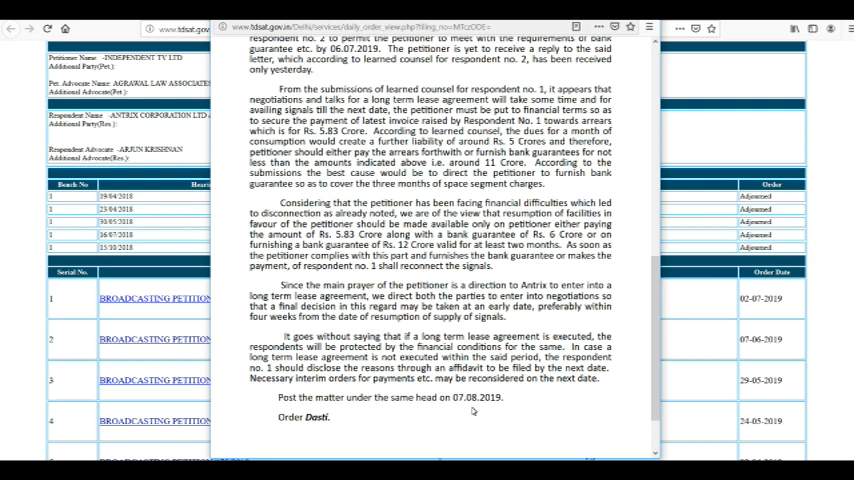 www.tdsat.gov.
www.tdsat.gov.in/Delhi/services/daily_order_view.php?filing_no=MTczODE=
Petitioner Name -INDEPENDENT TV LTD
Additional Party(Pet.):
Pet. Advocate Name: AGRAWAL LAW ASSOCIATES
Additional Advocate(Pet.):
Respondent Name -ANTRIX CORPORATION LTD
Additional Party(Res.):
Respondent Advocate -ARJUN KRISHNAN
Additional Advocate(Res.):
Bench No
Order
1 19/04/2018 Adjourned
1 23/04/2018 Adjourned
1 30/05/2018 Adjourned
1 16/07/2018 Adjourned
1 15/10/2018 Adjourned
Serial No. Order Date
1 BROADCASTING PETITION 02-07-2019
2 BROADCASTING PETITION 07-06-2019
3 BROADCASTING PETITION 29-05-2019
4 BROADCASTING PETITION 24-05-2019
respondent no. 2 to permit the petitioner to meet with the requirements of bank
guarantee etc. by 06.07.2019. The petitioner is yet to receive a reply to the said
letter, which according to learned counsel for respondent no. 2, has been received
only yesterday.
From the submissions of learned counsel for respondent no. 1, it appears that
negotiations and talks for a long term lease agreement will take some time and for
availing signals till the next date, the petitioner must be put to financial terms so as
to secure the payment of latest invoice raised by Respondent No. 1 towards arrears
which is for Rs. 5.83 Crore. According to learned counsel, the dues for a month of
consumption would create a further liability of around Rs. 5 Crores and therefore,
petitioner should either pay the arrears forthwith or furnish bank guarantees for not
less than the amounts indicated above i.e. around 11 Crore. According to the
submissions the best cause would be to direct the petitioner to furnish bank
guarantee so as to cover the three months of space segment charges.
Considering that the petitioner has been facing financial difficulties which led
to disconnection as already noted, we are of the view that resumption of facilities in
favour of the petitioner should be made available only on petitioner either paying
the amount of Rs. 5.83 Crore along with a bank guarantee of Rs. 6 Crore or on
furnishing a bank guarantee of Rs. 12 Crore valid for at least two months. As soon as
the petitioner complies with this part and furnishes the bank guarantee or makes the
payment, of respondent no. 1 shall reconnect the signals.
Since the main prayer of the petitioner is a direction to Antrix to enter into a
long term lease agreement, we direct both the parties to enter into negotiations so
that a final decision in this regard may be taken at an early date, preferably within
four weeks from the date of resumption of supply of signals.
It goes without saying that if a long term lease agreement is executed, the
respondents will be protected by the financial conditions for the same. In case a
long term lease agreement is not executed within the said period, the respondent
no. 1 should disclose the reasons through an affidavit to be filed by the next date.
Necessary interim orders for payments etc. may be reconsidered on the next date.
Post the matter under the same head on 07.08.2019.
Order Dasti.